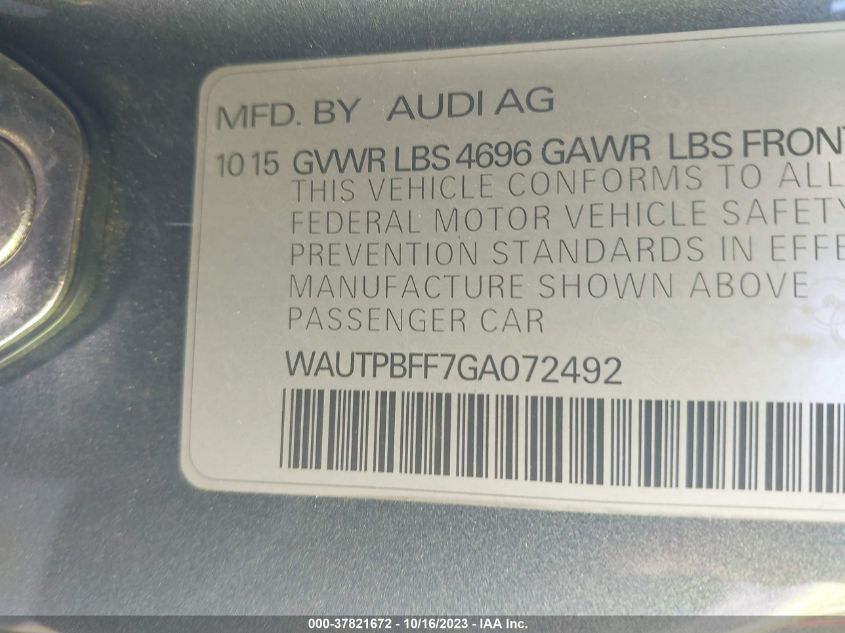 MFD. BY AUDI AG
10 15 GVWR LBS 4696 GAWR LBS FRONT
THIS VEHICLE CONFORMS TO ALL
FEDERAL MOTOR VEHICLE SAFETY
PREVENTION STANDARDS IN EFFE
MANUFACTURE SHOWN ABOVE
PASSENGER CAR
WAUTPBFF7GA072492
000-37821672 - 10/16/2023 - IAA, Inc.